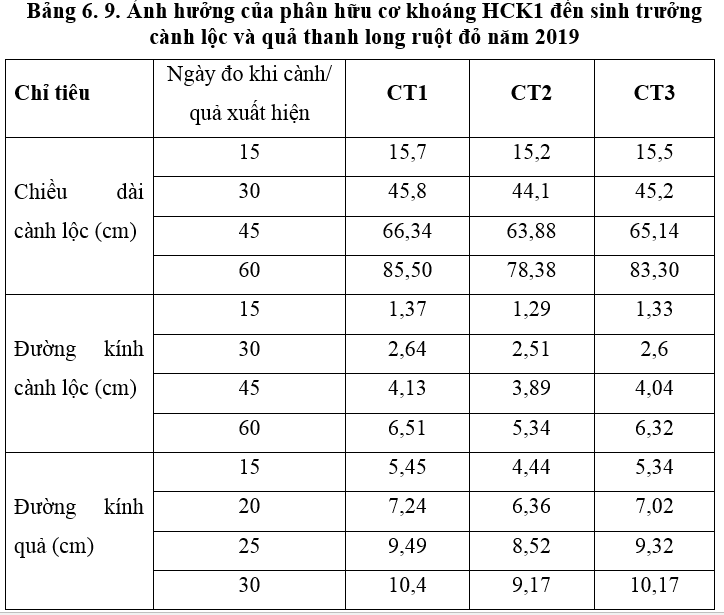 Bảng 6. 9. Ảnh hưởng của phân hữu cơ khoáng HCK1 đến sinh trưởng
cành lộc và quả thanh long ruột đỏ năm 2019
Chỉ tiêu
Ngày đo khi cành/
quả xuất hiện
CT1
CT2
CT3
Chiều dài
cành lộc (cm)
15 15,7 15,2 15,5
30 45,8 44,1 45,2
45 66,34 63,88 65,14
60 85,50 78,38 83,30
Đường kính
cành lộc (cm)
15 1,37 1,29 1,33
30 2,64 2,51 2,6
45 4,13 3,89 4,04
60 6,51 5,34 6,32
Đường kính
quả (cm)
15 5,45 4,44 5,34
20 7,24 6,36 7,02
25 9,49 8,52 9,32
30 10,4 9,17 10,17